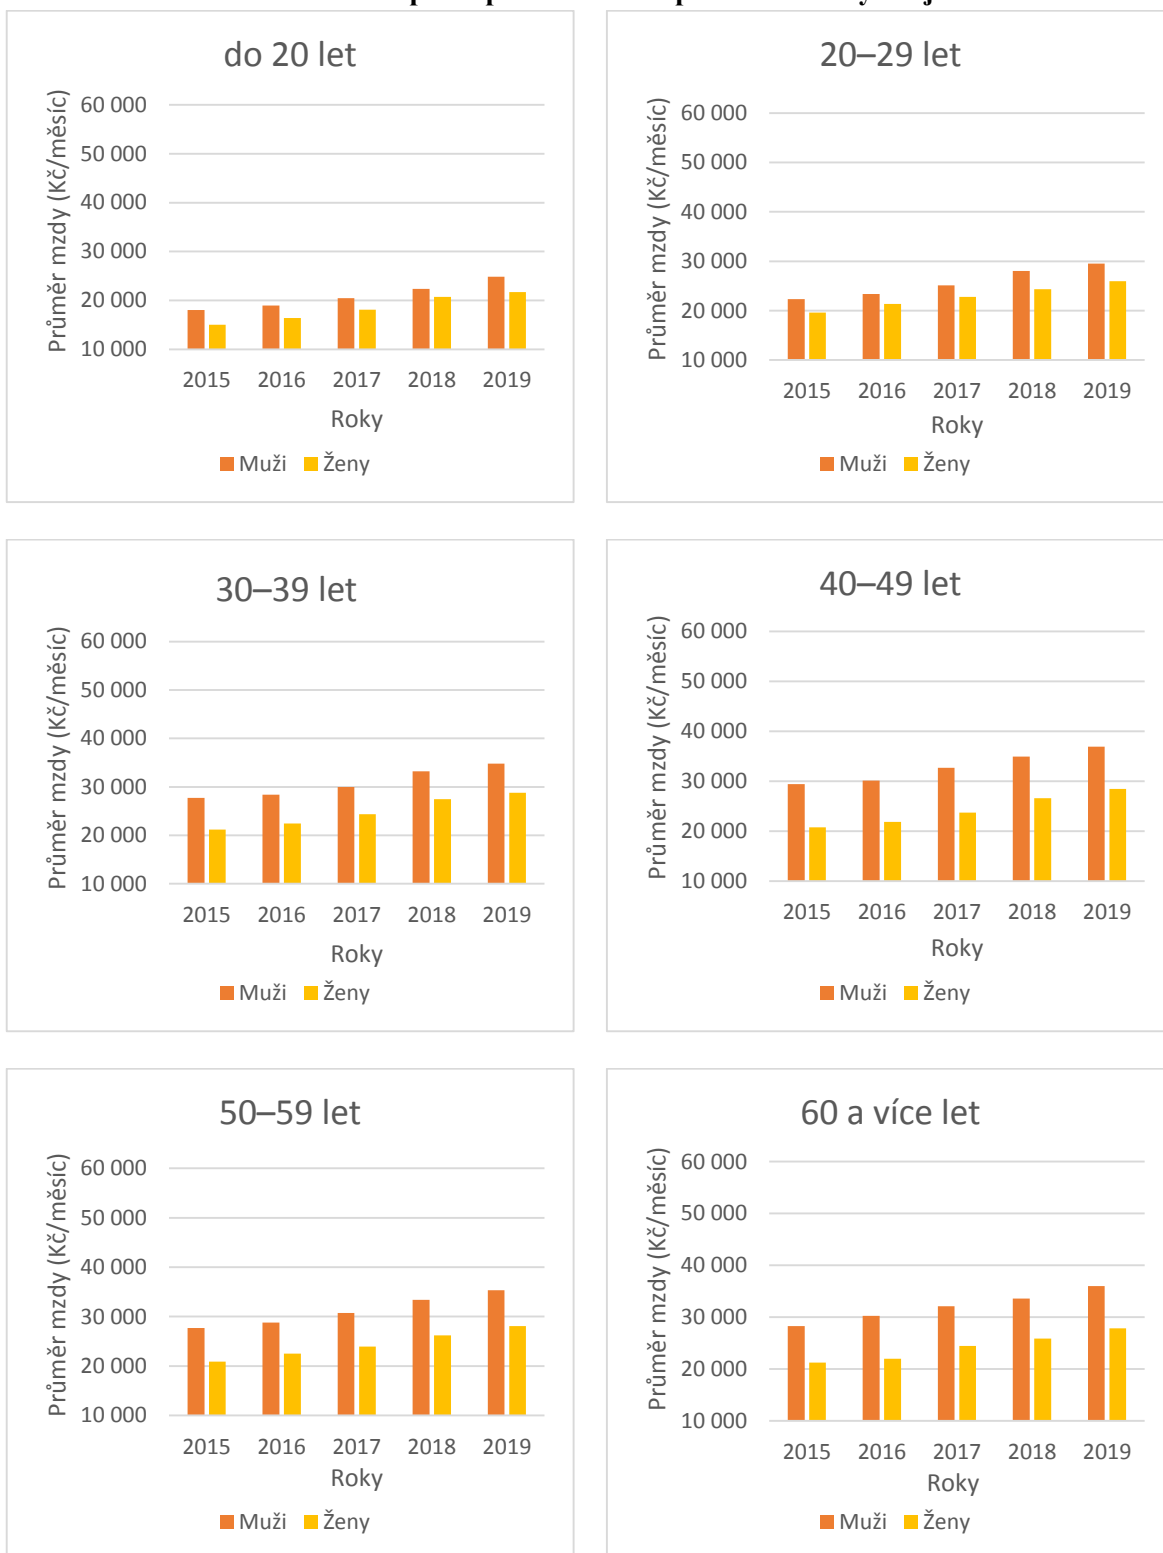 do 20 let
Průměr mzdy (Kč/měsíc)
60 000
50 000
40 000
30 000
20 000
10 000
2015 2016 2017 2018 2019
Roky
Muži Ženy
20–29 let
Průměr mzdy (Kč/měsíc)
60 000
50 000
40 000
30 000
20 000
10 000
2015 2016 2017 2018 2019
Roky
Muži Ženy
30–39 let
Průměr mzdy (Kč/měsíc)
60 000
50 000
40 000
30 000
20 000
10 000
2015 2016 2017 2018 2019
Roky
Muži Ženy
40–49 let
Průměr mzdy (Kč/měsíc)
60 000
50 000
40 000
30 000
20 000
10 000
2015 2016 2017 2018 2019
Roky
Muži Ženy
50–59 let
Průměr mzdy (Kč/měsíc)
60 000
50 000
40 000
30 000
20 000
10 000
2015 2016 2017 2018 2019
Roky
Muži Ženy
60 a více let
Průměr mzdy (Kč/měsíc)
60 000
50 000
40 000
30 000
20 000
10 000
2015 2016 2017 2018 2019
Roky
Muži Ženy